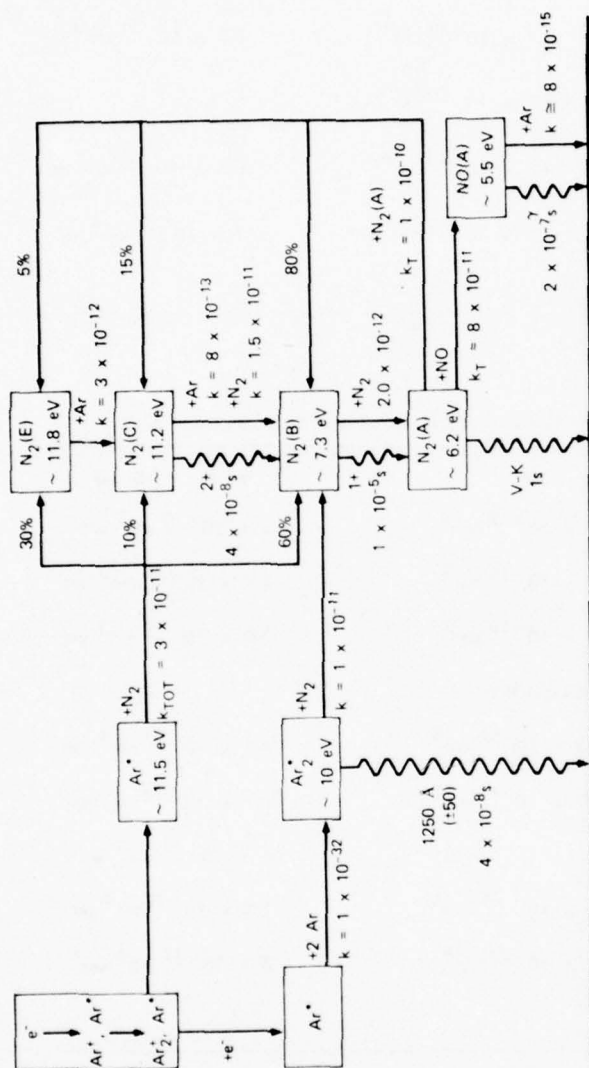 e⁻
Ar⁺, Ar*
Ar₂⁺, Ar*
+e⁻
Ar*
+2 Ar
k = 1 x 10⁻³²
Ar*
~ 11.5 eV
+N₂
kTOT = 3 x 10⁻¹¹
Ar₂*
~ 10 eV
+N₂
k = 1 x 10⁻¹¹
1250 Å
(±50)
4 x 10⁻⁸s
30%
10%
60%
N₂(E)
~ 11.8 eV
+Ar
k = 3 x 10⁻¹²
N₂(C)
~ 11.2 eV
2+
4 x 10⁻⁸s
+Ar
k = 8 x 10⁻¹³
+N₂
k = 1.5 x 10⁻¹¹
N₂(B)
~ 7.3 eV
1+
1 x 10⁻⁵s
+N₂
2.0 x 10⁻¹²
N₂(A)
~ 6.2 eV
V-K
1s
5%
15%
80%
+N₂(A)
kT = 1 x 10⁻¹⁰
+NO
kT = 8 x 10⁻¹¹
NO(A)
~ 5.5 eV
γ
2 x 10⁻⁷s
+Ar
k ≅ 8 x 10⁻¹⁵